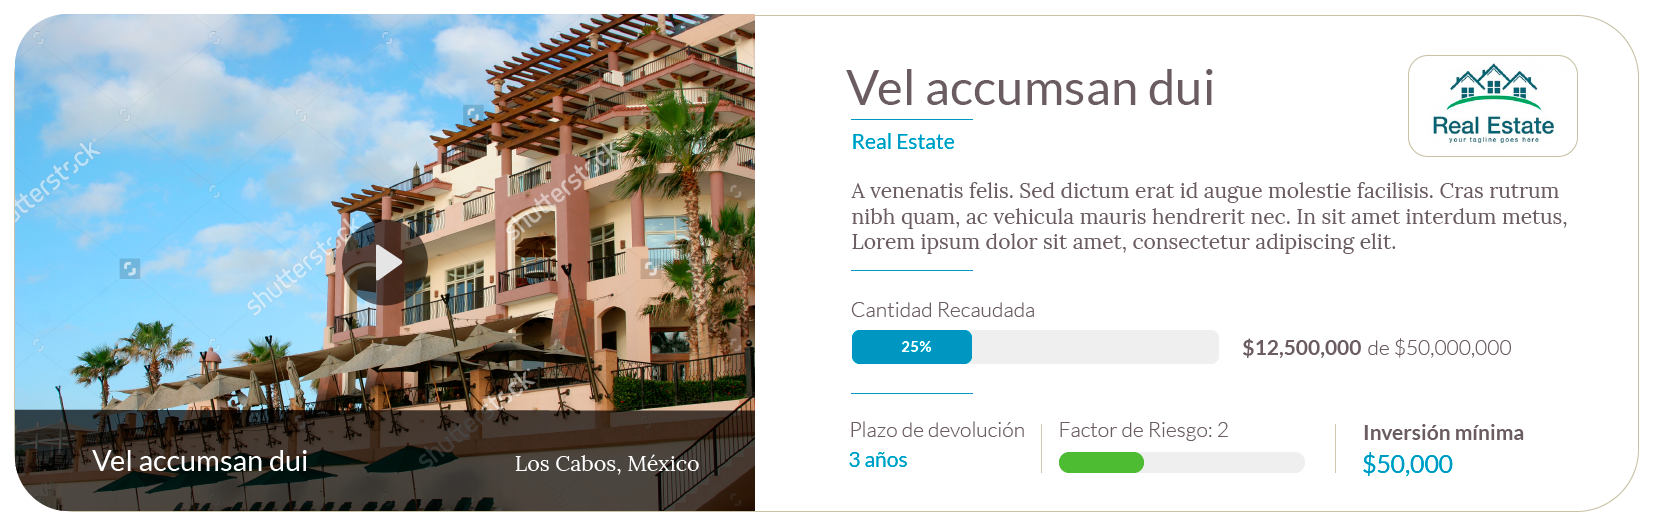 Vel accumsan dui
Real Estate
Real Estate
your tagline goes here
A venenatis felis. Sed dictum erat id augue molestie facilisis. Cras rutrum
nibh quam, ac vehicula mauris hendrerit nec. In sit amet interdum metus,
Lorem ipsum dolor sit amet, consectetur adipiscing elit.
Cantidad Recaudada
25%
$12,500,000 de $50,000,000
Plazo de devolución
3 años
Factor de Riesgo: 2
Inversión mínima
$50,000
Vel accumsan dui
Los Cabos, México
shutterstock
shutterstock
shutterstock
shutterstock